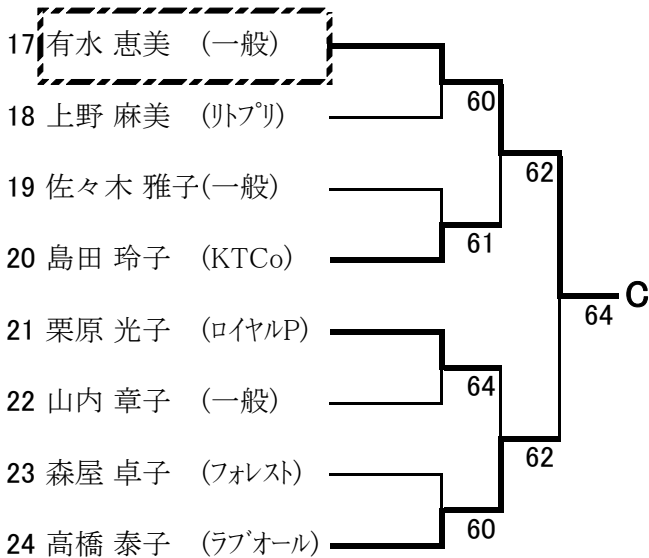 17 有水 恵美 (一般)
18 上野 麻美 (リトプリ)
19 佐々木 雅子(一般)
20 島田 玲子 (KTCo)
21 栗原 光子 (ロイヤルP)
22 山内 章子 (一般)
23 森屋 卓子 (フォレスト)
24 高橋 泰子 (ラブオール)
60
61
64
60
62
62
64
C